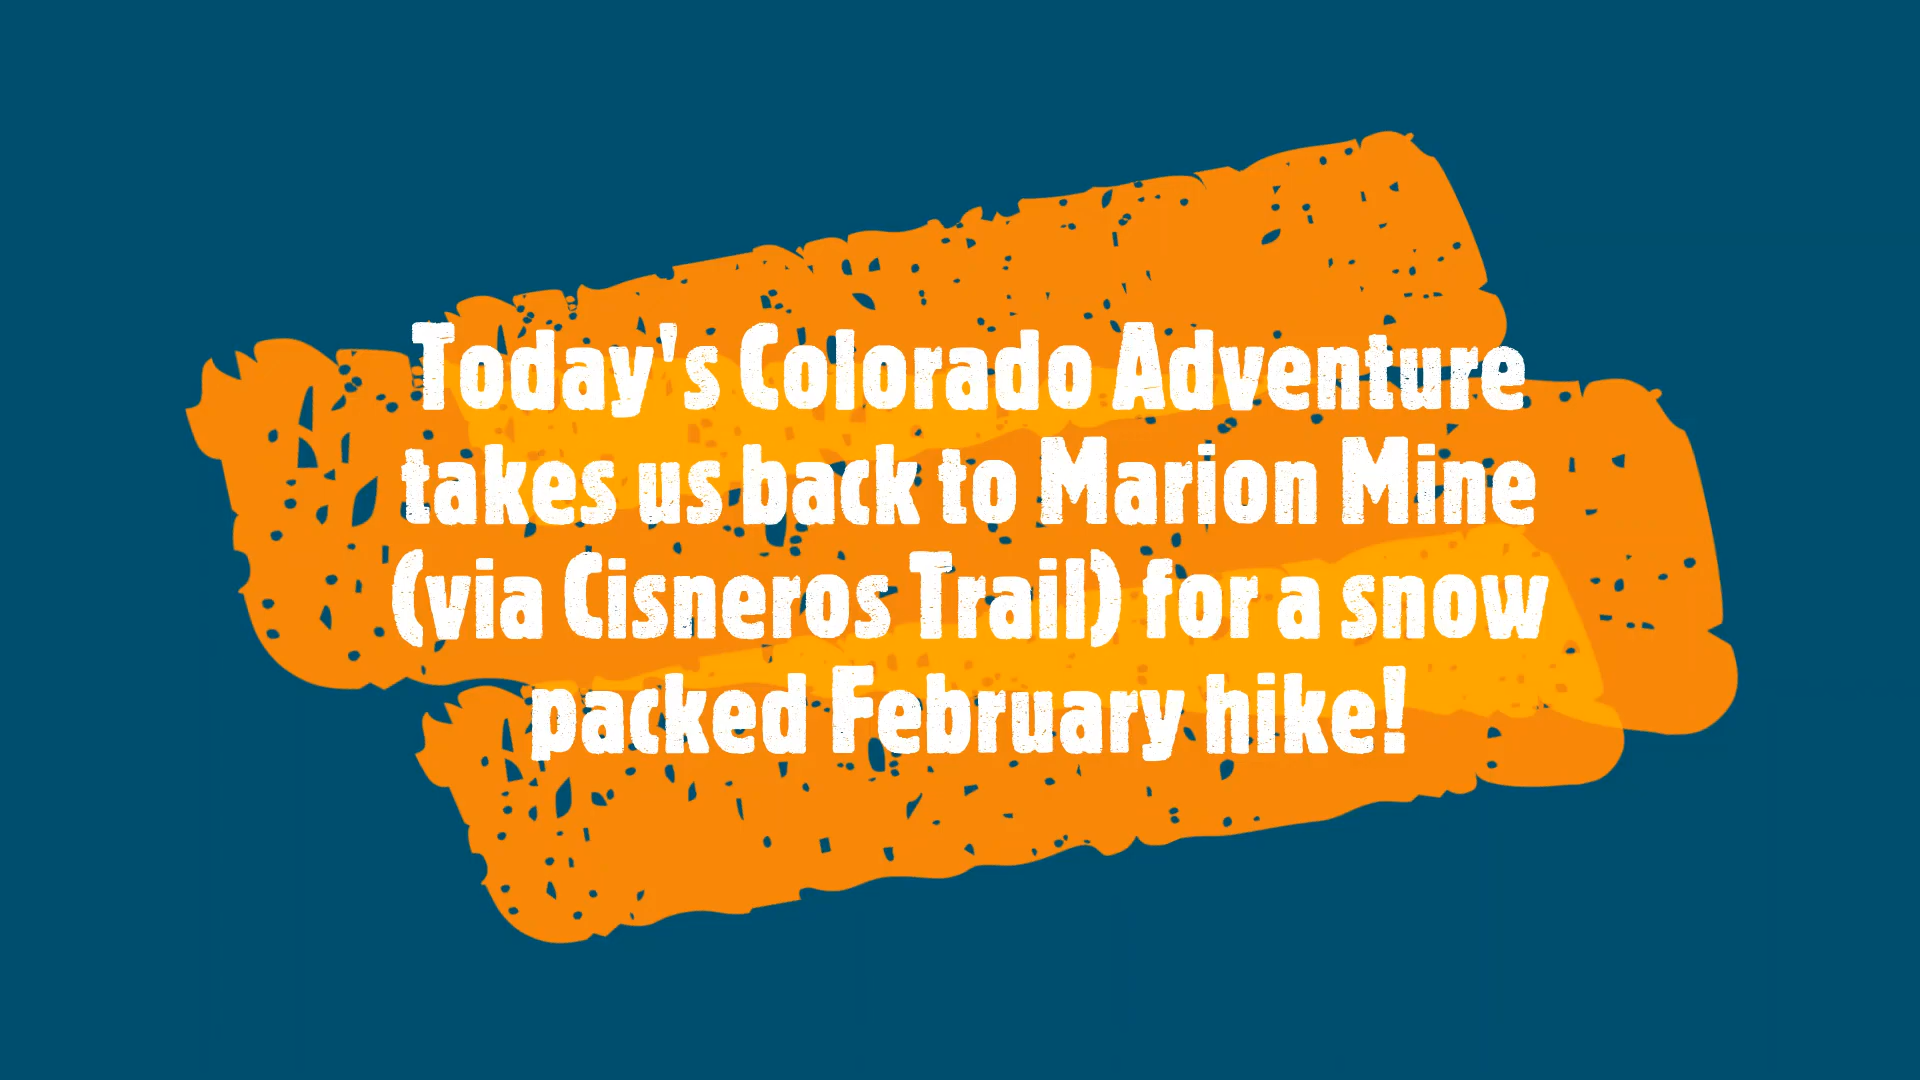 Today's Colorado Adventure
takes us back to Marion Mine
(via Cisneros Trail) for a snow
packed February hike!